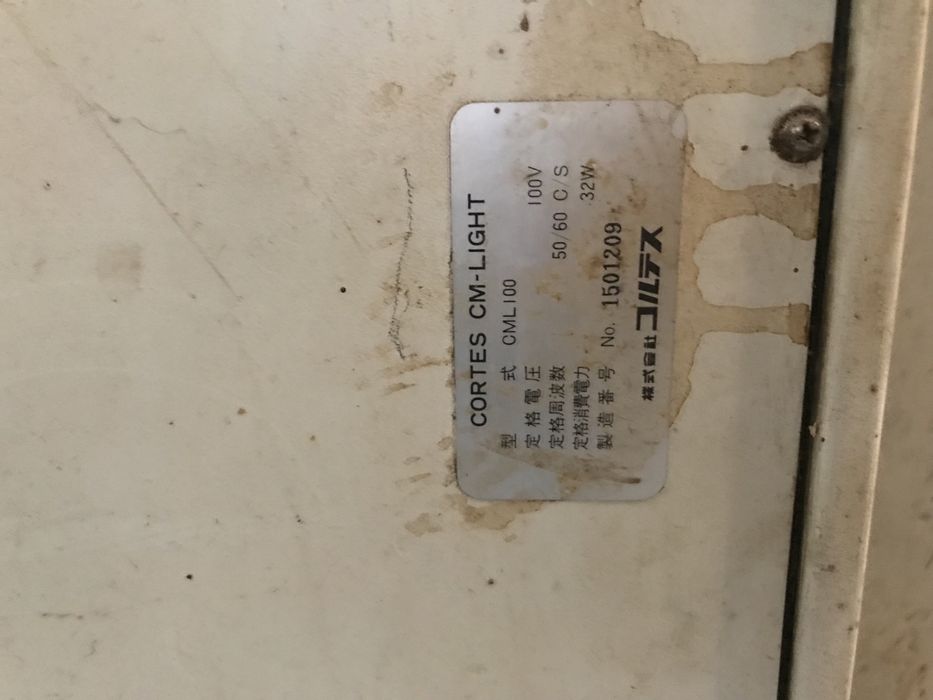 CORTES CM-LIGHT
型式 CML100
定格電圧 100V
定格周波数 50/60 C/S
定格消費電力 32W
製造番号 No. 1501209
株式会社コルテス